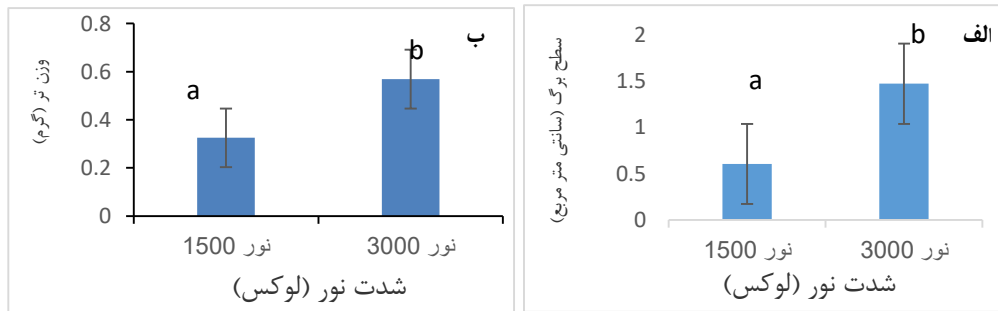 الف
سطح برگ (سانتی متر مربع)
2
1.5
1
0.5
0
a
b
نور 1500
نور 3000
شدت نور (لوکس)
ب
وزن تر (گرم)
0.8
0.6
0.4
0.2
0
a
b
نور 1500
نور 3000
شدت نور (لوکس)